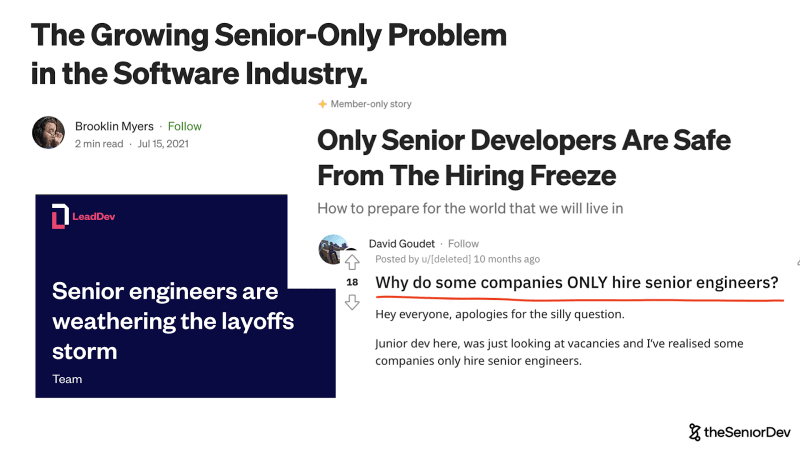 The Growing Senior-Only Problem
in the Software Industry.
Brooklin Myers · Follow
2 min read · Jul 15, 2021
Member-only story
Only Senior Developers Are Safe
From The Hiring Freeze
How to prepare for the world that we will live in
David Goudet · Follow
LeadDev
Senior engineers are
weathering the layoffs
storm
Team
Posted by u/[deleted] 10 months ago
18
Why do some companies ONLY hire senior engineers?
Hey everyone, apologies for the silly question.
Junior dev here, was just looking at vacancies and I've realised some
companies only hire senior engineers.
theSeniorDev